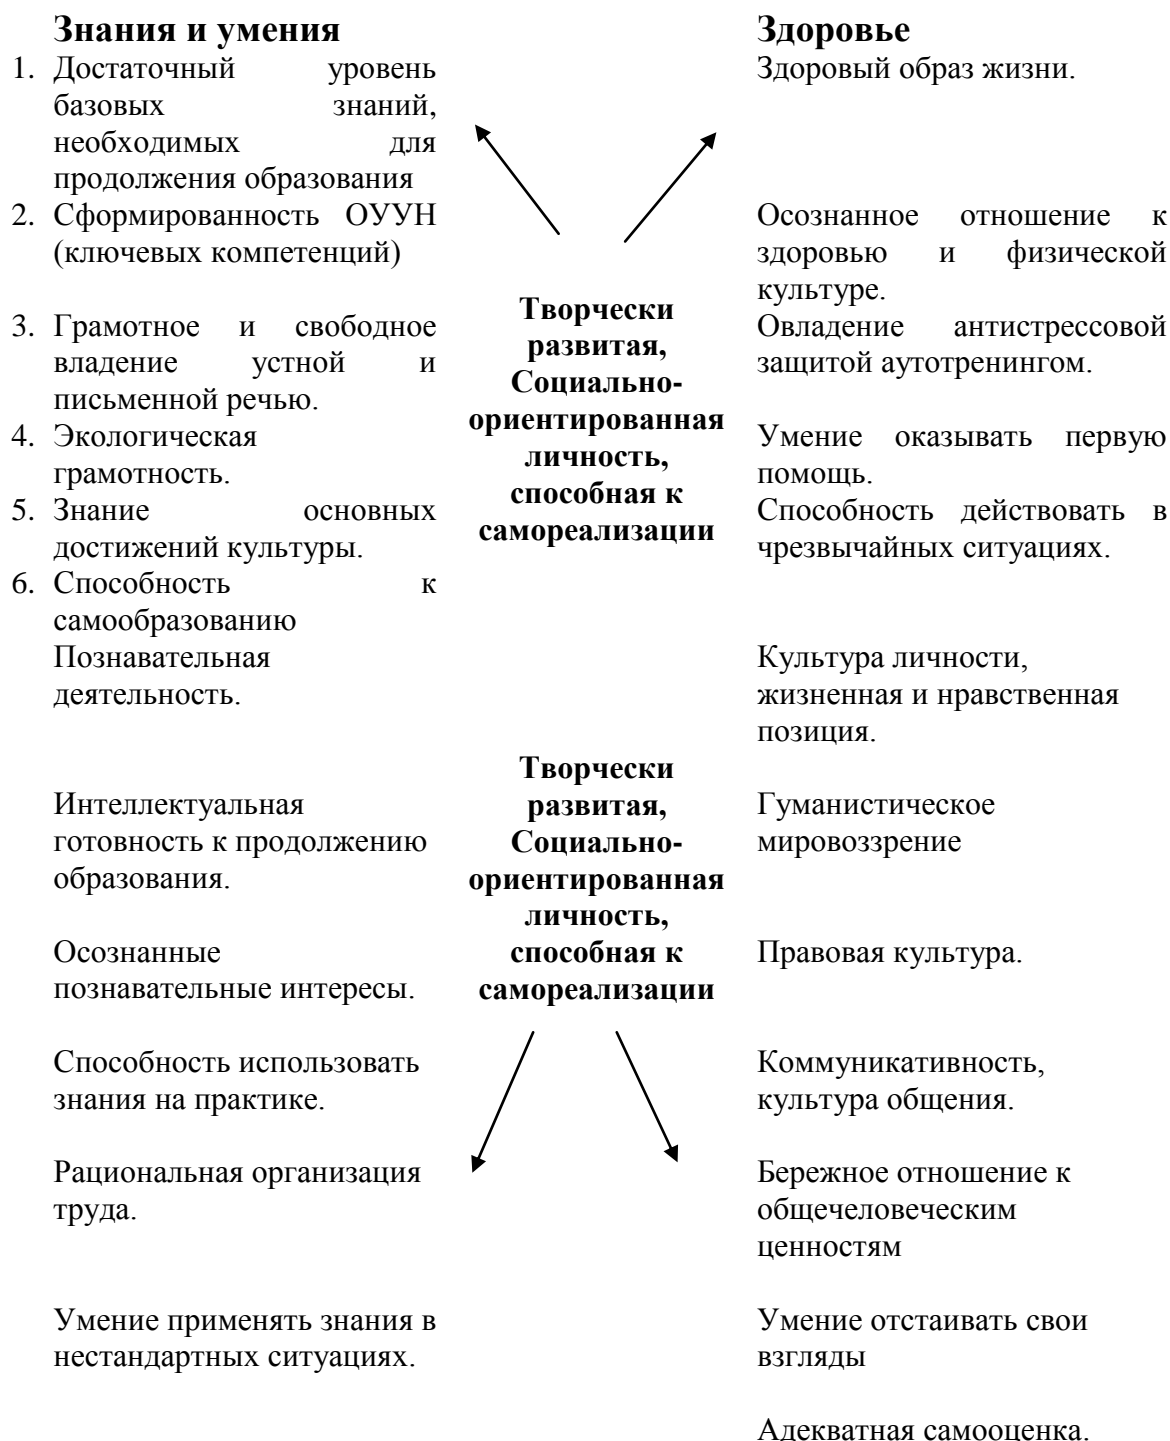 Знания и умения
1. Достаточный уровень
базовых знаний,
необходимых для
продолжения образования
2. Сформированность ОУУН
(ключевых компетенций)
3. Грамотное и свободное
владение устной и
письменной речью.
4. Экологическая
грамотность.
5. Знание основных
достижений культуры.
6. Способность к
самообразованию
Познавательная
деятельность.
Интеллектуальная
готовность к продолжению
образования.
Осознанные
познавательные интересы.
Способность использовать
знания на практике.
Рациональная организация
труда.
Умение применять знания в
нестандартных ситуациях.
Творчески
развитая,
Социально-
ориентированная
личность,
способная к
самореализации
Творчески
развитая,
Социально-
ориентированная
личность,
способная к
самореализации
Здоровье
Здоровый образ жизни.
Осознанное отношение к
здоровью и физической
культуре.
Овладение антистрессовой
защитой аутотренингом.
Умение оказывать первую
помощь.
Способность действовать в
чрезвычайных ситуациях.
Культура личности,
жизненная и нравственная
позиция.
Гуманистическое
мировоззрение
Правовая культура.
Коммуникативность,
культура общения.
Бережное отношение к
общечеловеческим
ценностям
Умение отстаивать свои
взгляды
Адекватная самооценка.